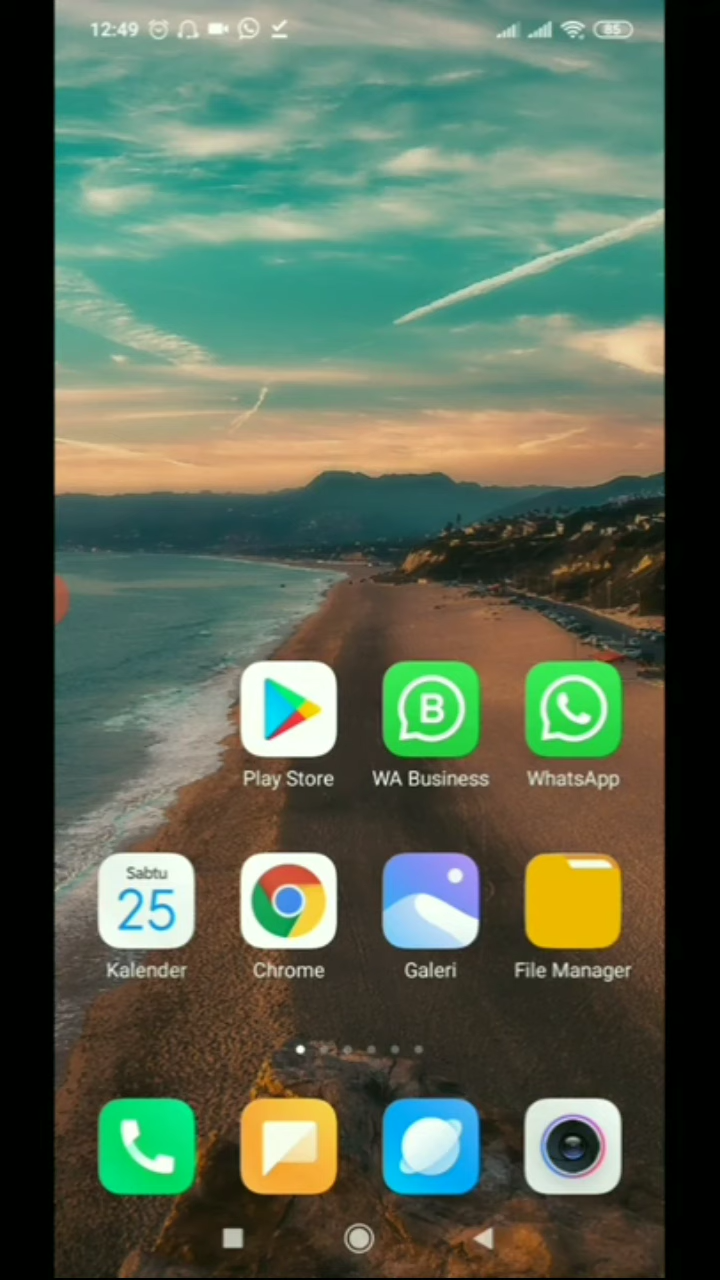 12:49
85
Play Store
WA Business
WhatsApp
Sabtu
25
Kalender
Chrome
Galeri
File Manager